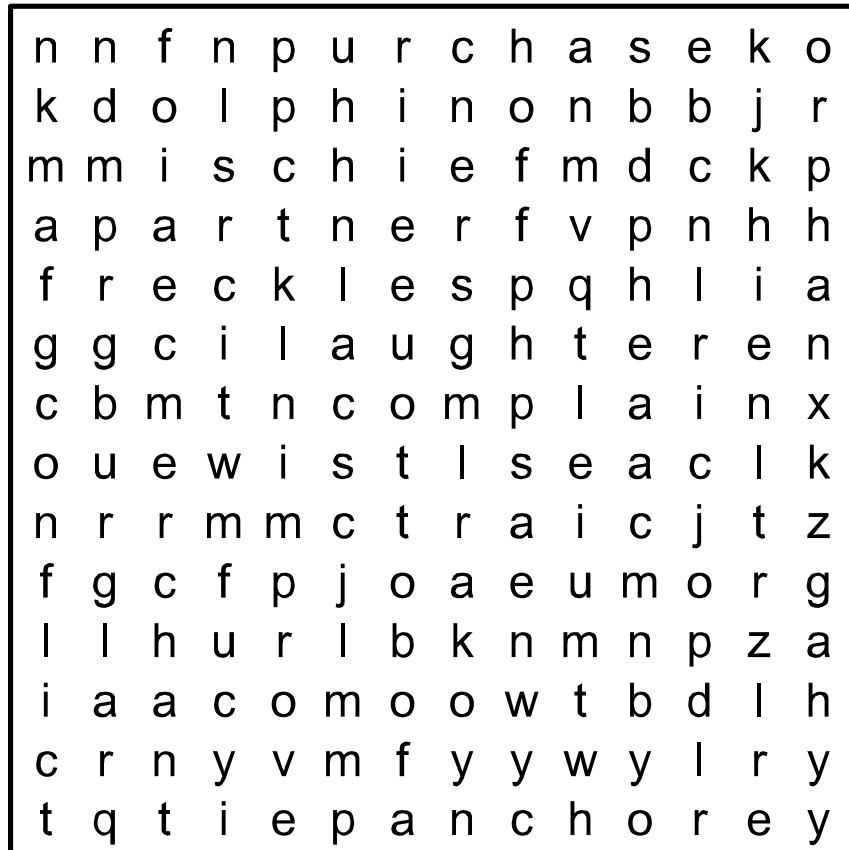 n n f n p u r c h a s e k o
k d o l p h i n o n b b j r
m m i s c h i e f m d c k p
a p a r t n e r f v p n h h
f r e c k l e s p q h l i a
g g c i l a u g h t e r e n
c b m t n c o m p l a i n x
o u e w i s t l s e a c l k
n r r m m c t r a i c j t z
f g c f p j o a e u m o r g
l l h u r l b k n m n p z a
i a a c o m o o w t b d l h
c r n y v m f y y w y l r y
t q t i e p a n c h o r e y